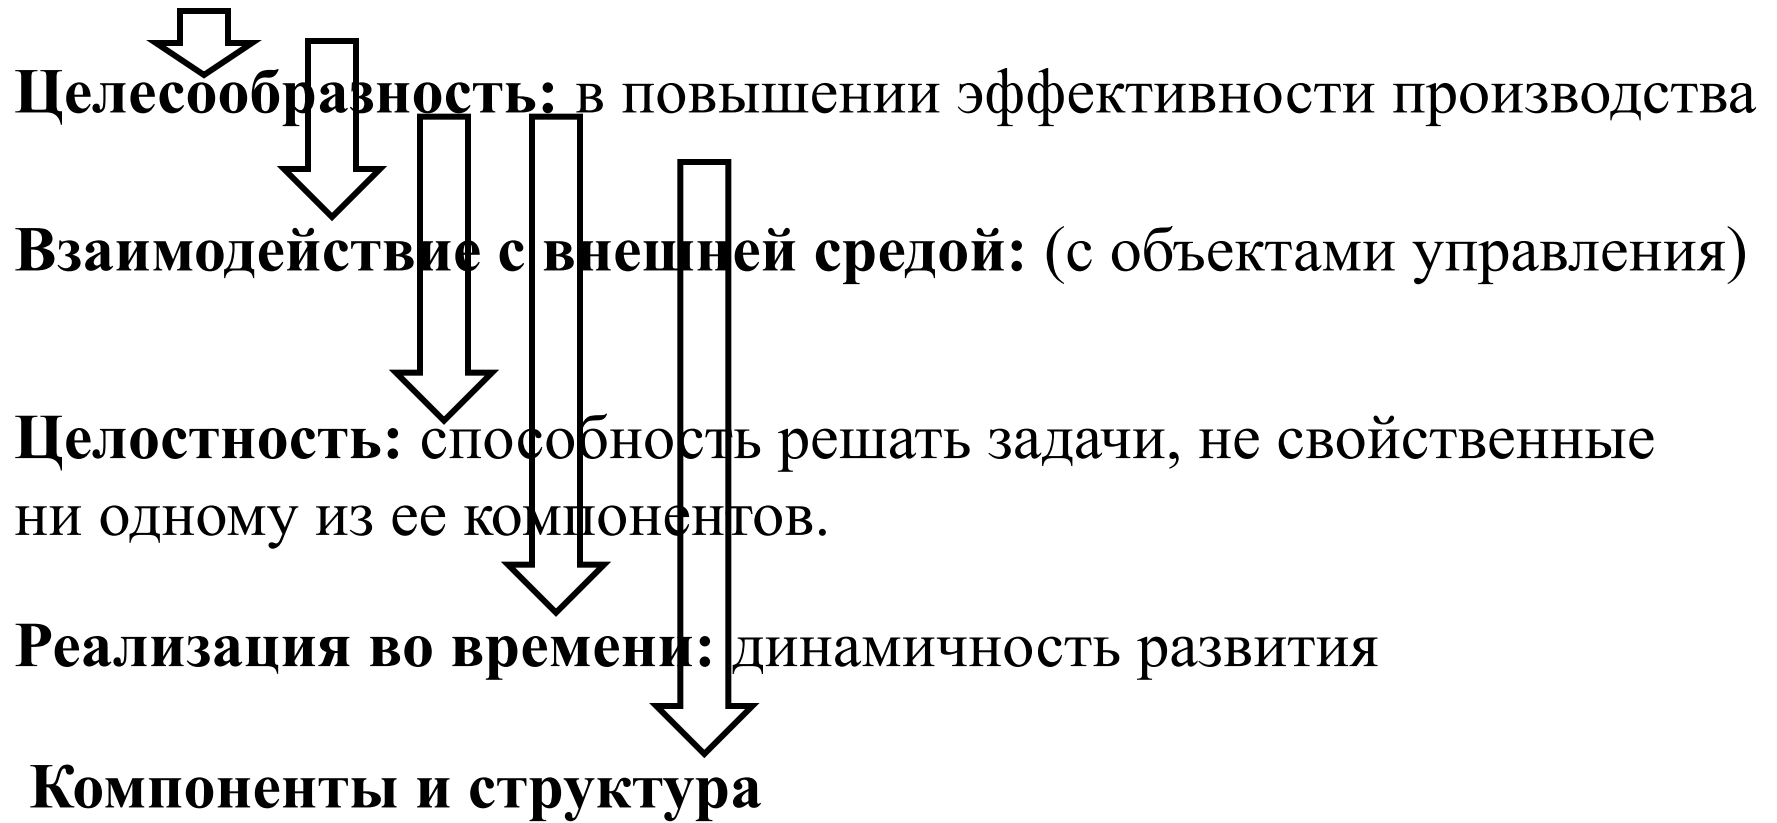 Целесообразность: в повышении эффективности производства
Взаимодействие с внешней средой: (с объектами управления)
Целостность: способность решать задачи, не свойственные
ни одному из ее компонентов.
Реализация во времени: динамичность развития
Компоненты и структура